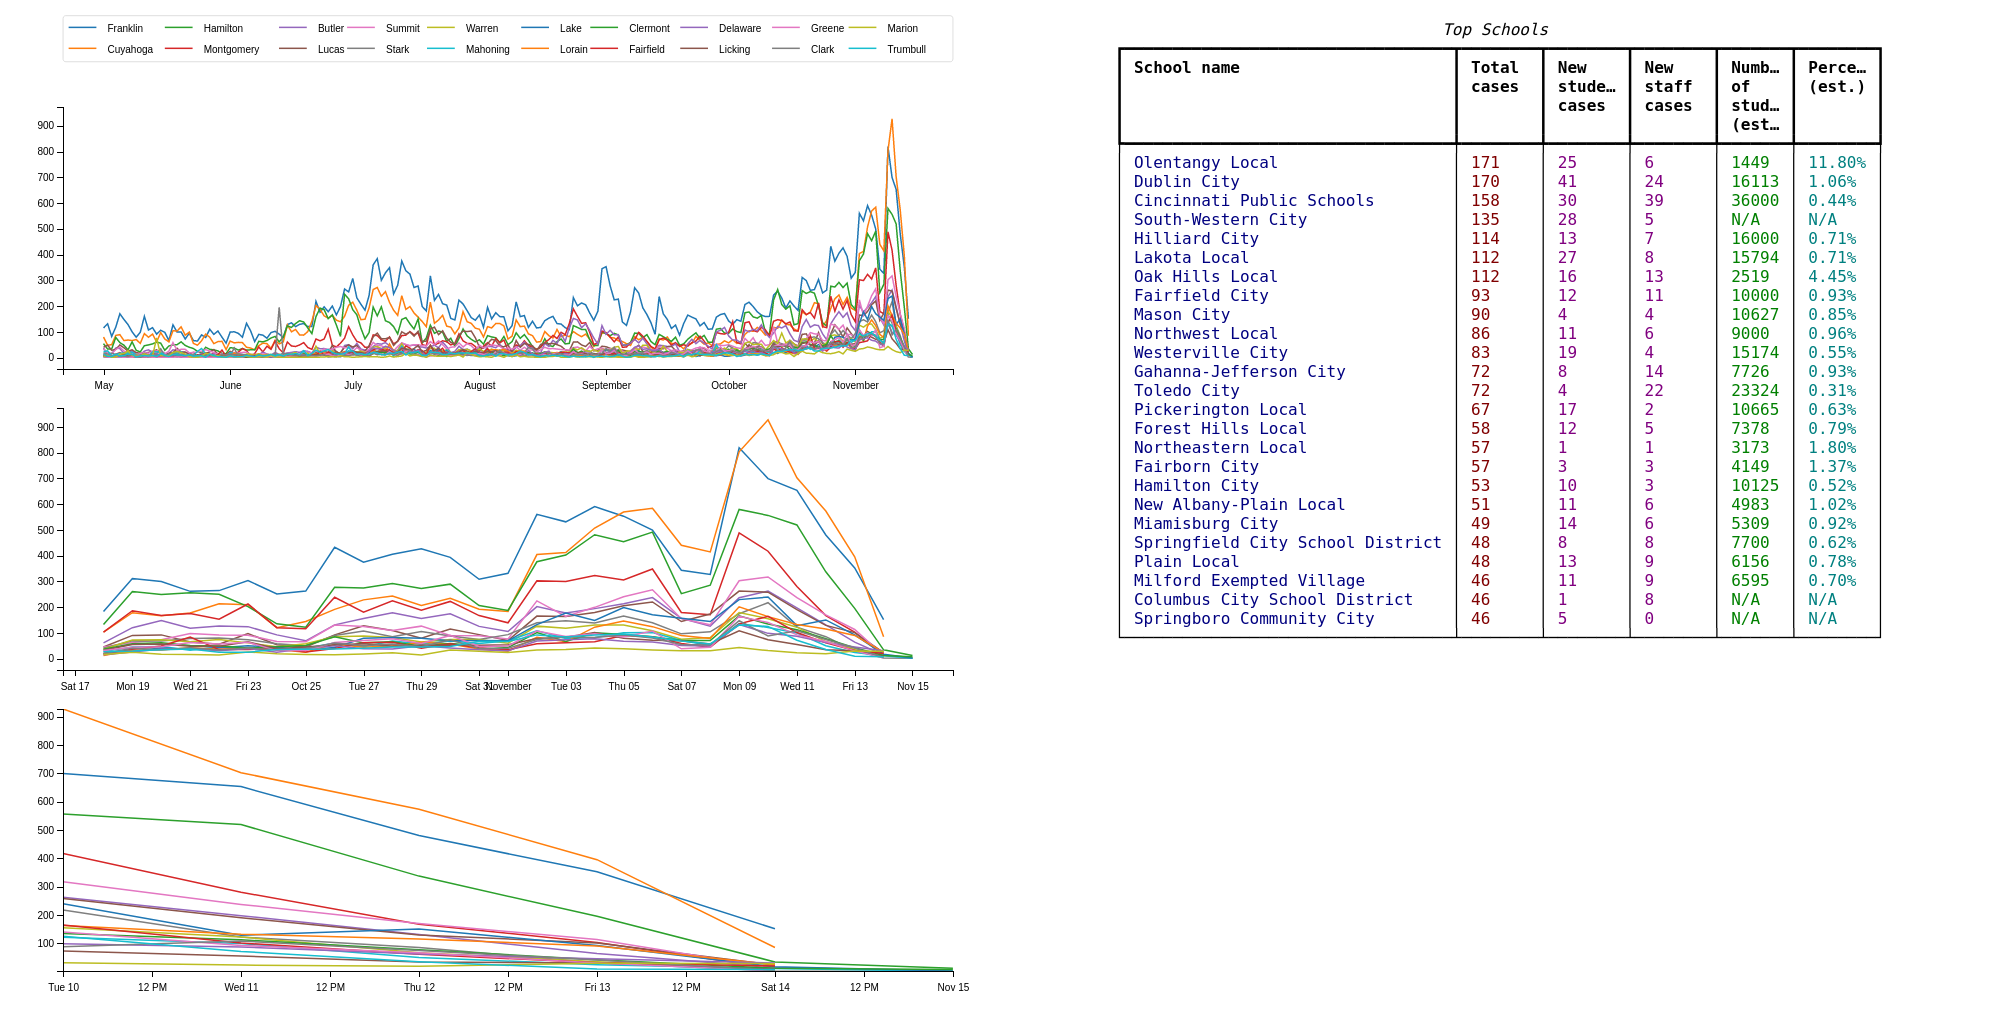 Franklin Hamilton Butler Summit Warren Lake Clermont Delaware Greene Marion
Cuyahoga Montgomery Lucas Stark Mahoning Lorain Fairfield Licking Clark Trumbull
900
800
700
600
500
400
300
200
100
0
May June July August September October November
900
800
700
600
500
400
300
200
100
0
Sat 17 Mon 19 Wed 21 Fri 23 Oct 25 Tue 27 Thu 29 Sat 31 November Tue 03 Thu 05 Sat 07 Mon 09 Wed 11 Fri 13 Nov 15
900
800
700
600
500
400
300
200
100
Tue 10 12 PM Wed 11 12 PM Thu 12 12 PM Fri 13 12 PM Sat 14 12 PM Nov 15
Top Schools
School name Total New New Numb… Perce…
cases stude… staff of (est.)
cases cases stud…
(est…
Olentangy Local 171 25 6 1449 11.80%
Dublin City 170 41 24 16113 1.06%
Cincinnati Public Schools 158 30 39 36000 0.44%
South-Western City 135 28 5 N/A N/A
Hilliard City 114 13 7 16000 0.71%
Lakota Local 112 27 8 15794 0.71%
Oak Hills Local 112 16 13 2519 4.45%
Fairfield City 93 12 11 10000 0.93%
Mason City 90 4 4 10627 0.85%
Northwest Local 86 11 6 9000 0.96%
Westerville City 83 19 4 15174 0.55%
Gahanna-Jefferson City 72 8 14 7726 0.93%
Toledo City 72 4 22 23324 0.31%
Pickerington Local 67 17 2 10665 0.63%
Forest Hills Local 58 12 5 7378 0.79%
Northeastern Local 57 1 1 3173 1.80%
Fairborn City 57 3 3 4149 1.37%
Hamilton City 53 10 3 10125 0.52%
New Albany-Plain Local 51 11 6 4983 1.02%
Miamisburg City 49 14 6 5309 0.92%
Springfield City School District 48 8 8 7700 0.62%
Plain Local 48 13 9 6156 0.78%
Milford Exempted Village 46 11 9 6595 0.70%
Columbus City School District 46 1 8 N/A N/A
Springboro Community City 46 5 0 N/A N/A